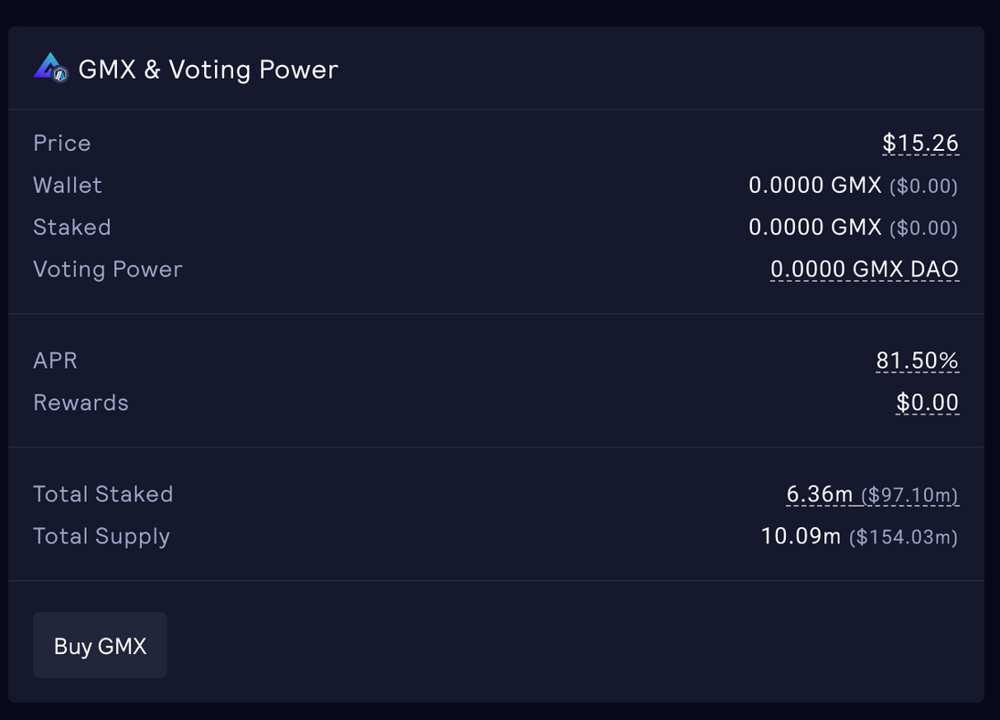 GMX & Voting Power
Price $15.26
Wallet 0.0000 GMX ($0.00)
Staked 0.0000 GMX ($0.00)
Voting Power 0.0000 GMX DAO
APR 81.50%
Rewards $0.00
Total Staked 6.36m ($97.10m)
Total Supply 10.09m ($154.03m)
Buy GMX